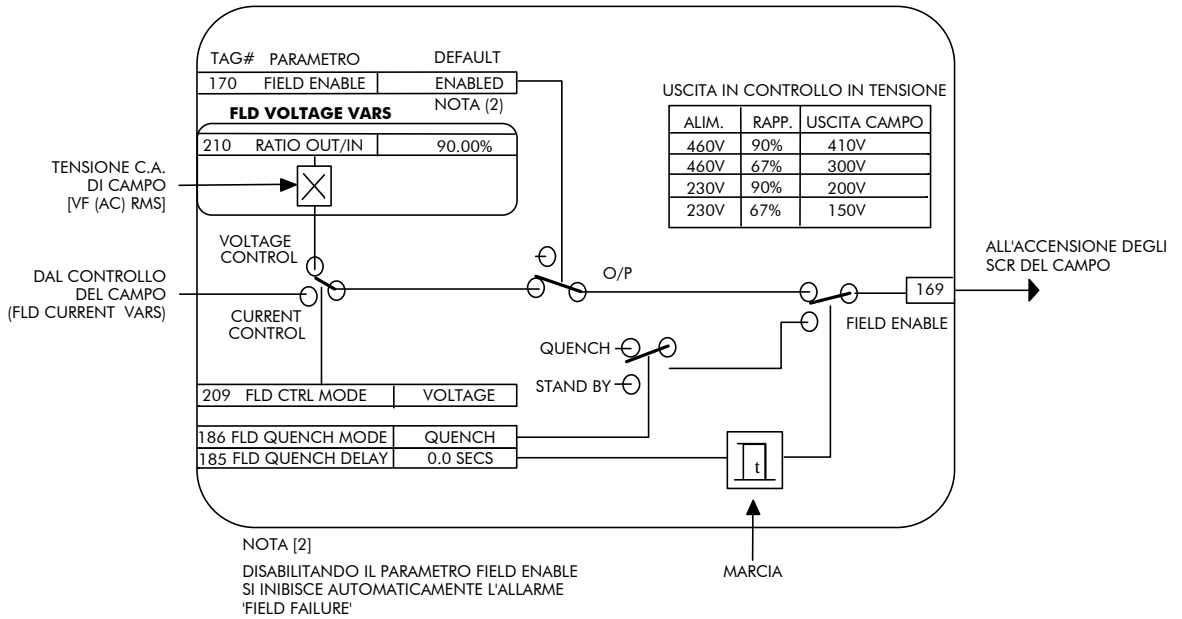 TAG# PARAMETRO DEFAULT
170 FIELD ENABLE ENABLED
NOTA (2)
FLD VOLTAGE VARS
210 RATIO OUT/IN 90.00%
TENSIONE C.A.
DI CAMPO
[VF (AC) RMS]
USCITA IN CONTROLLO IN TENSIONE
ALIM. RAPP. USCITA CAMPO
460V 90% 410V
460V 67% 300V
230V 90% 200V
230V 67% 150V
VOLTAGE
CONTROL
DAL CONTROLLO
DEL CAMPO
(FLD CURRENT VARS)
CURRENT
CONTROL
O/P
ALL'ACCENSIONE DEGLI
SCR DEL CAMPO
169
FIELD ENABLE
QUENCH
STAND BY
209 FLD CTRL MODE VOLTAGE
186 FLD QUENCH MODE QUENCH
185 FLD QUENCH DELAY 0.0 SECS
t
MARCIA
NOTA [2]
DISABILITANDO IL PARAMETRO FIELD ENABLE
SI INIBISCE AUTOMATICAMENTE L'ALLARME
'FIELD FAILURE'